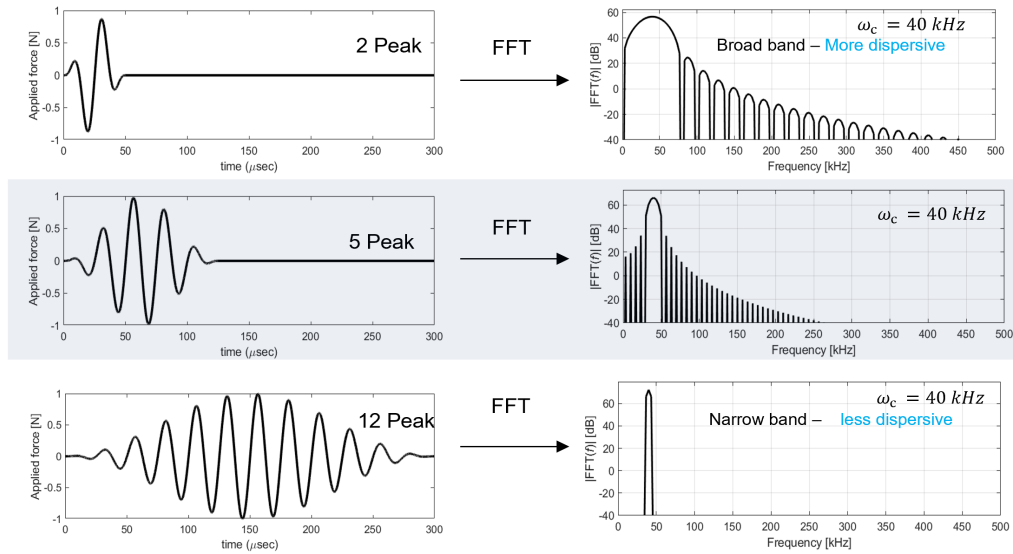 1
0.5
0
-0.5
-1
Applied force [N]
2 Peak
0 50 100 150 200 250 300
time (μsec)
FFT
60
40
20
0
-20
-40
|FFT(f)| [dB]
ω_c = 40 kHz
Broad band – More dispersive
0 50 100 150 200 250 300 350 400 450 500
Frequency [kHz]
1
0.5
0
-0.5
-1
Applied force [N]
5 Peak
0 50 100 150 200 250 300
time (μsec)
FFT
60
40
20
0
-20
-40
|FFT(f)| [dB]
ω_c = 40 kHz
0 50 100 150 200 250 300 350 400 450 500
Frequency [kHz]
1
0.5
0
-0.5
-1
Applied force [N]
12 Peak
0 50 100 150 200 250 300
time (μsec)
FFT
60
40
20
0
-20
-40
|FFT(f)| [dB]
ω_c = 40 kHz
Narrow band – less dispersive
0 50 100 150 200 250 300 350 400 450 500
Frequency [kHz]